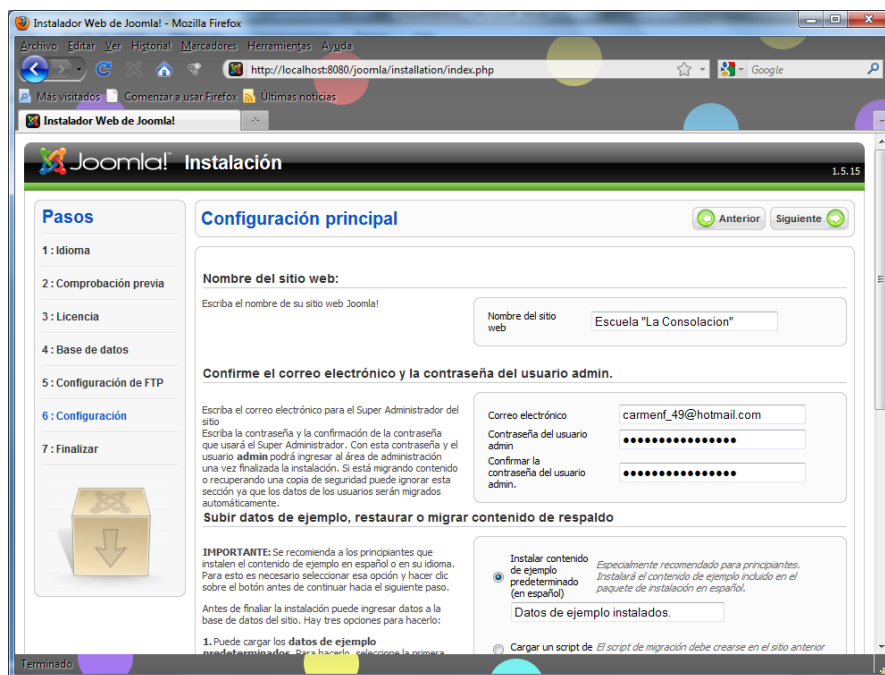 Instalador Web de Joomla! - Mozilla Firefox
Archivo Editar Ver Historial Marcadores Herramientas Ayuda
http://localhost:8080/joomla/installation/index.php
Google
Más visitados Comenzar a usar Firefox Últimas noticias
Instalador Web de Joomla!
Joomla!™ Instalación
1.5.15
Pasos
1 : Idioma
2 : Comprobación previa
3 : Licencia
4 : Base de datos
5 : Configuración de FTP
6 : Configuración
7 : Finalizar
Configuración principal
Anterior
Siguiente
Nombre del sitio web:
Escriba el nombre de su sitio web Joomla!
Nombre del sitio
web
Escuela "La Consolacion"
Confirme el correo electrónico y la contraseña del usuario admin.
Escriba el correo electrónico para el Super Administrador del
sitio
Escriba la contraseña y la confirmación de la contraseña
que usará el Super Administrador. Con esta contraseña y el
usuario admin podrá ingresar al área de administración
una vez finalizada la instalación. Si está migrando contenido
o recuperando una copia de seguridad puede ignorar esta
sección ya que los datos de los usuarios serán migrados
automáticamente.
Correo electrónico
carmenf_49@hotmail.com
Contraseña del usuario
admin
Confirmar la
contraseña del usuario
admin.
Subir datos de ejemplo, restaurar o migrar contenido de respaldo
IMPORTANTE: Se recomienda a los principiantes que
instalen el contenido de ejemplo en español o en su idioma.
Para esto es necesario seleccionar esa opción y hacer clic
sobre el botón antes de continuar hacia el siguiente paso.
Antes de finaliar la instalación puede ingresar datos a la
base de datos del sitio. Hay tres opciones para hacerlo:
1. Puede cargar los datos de ejemplo
predeterminados. Para hacerlo, seleccione la primera
Instalar contenido
de ejemplo
predeterminado
(en español)
Especialmente recomendado para principiantes.
Instalará el contenido de ejemplo incluido en el
paquete de instalación en español.
Datos de ejemplo instalados.
Cargar un script de
El script de migración debe crearse en el sitio anterior
Terminado